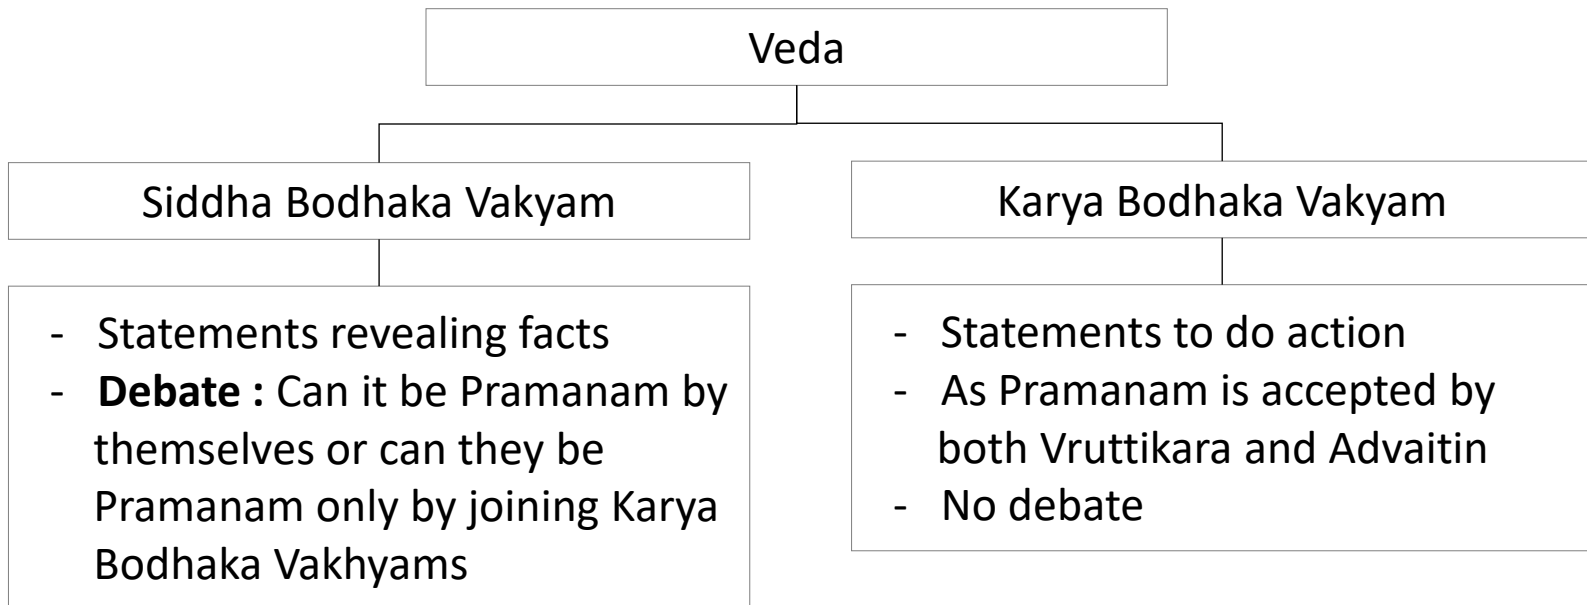 Veda
Siddha Bodhaka Vakyam
Karya Bodhaka Vakyam
- Statements revealing facts
- Debate : Can it be Pramanam by
themselves or can they be
Pramanam only by joining Karya
Bodhaka Vakhyams
- Statements to do action
- As Pramanam is accepted by
both Vruttikara and Advaitin
- No debate